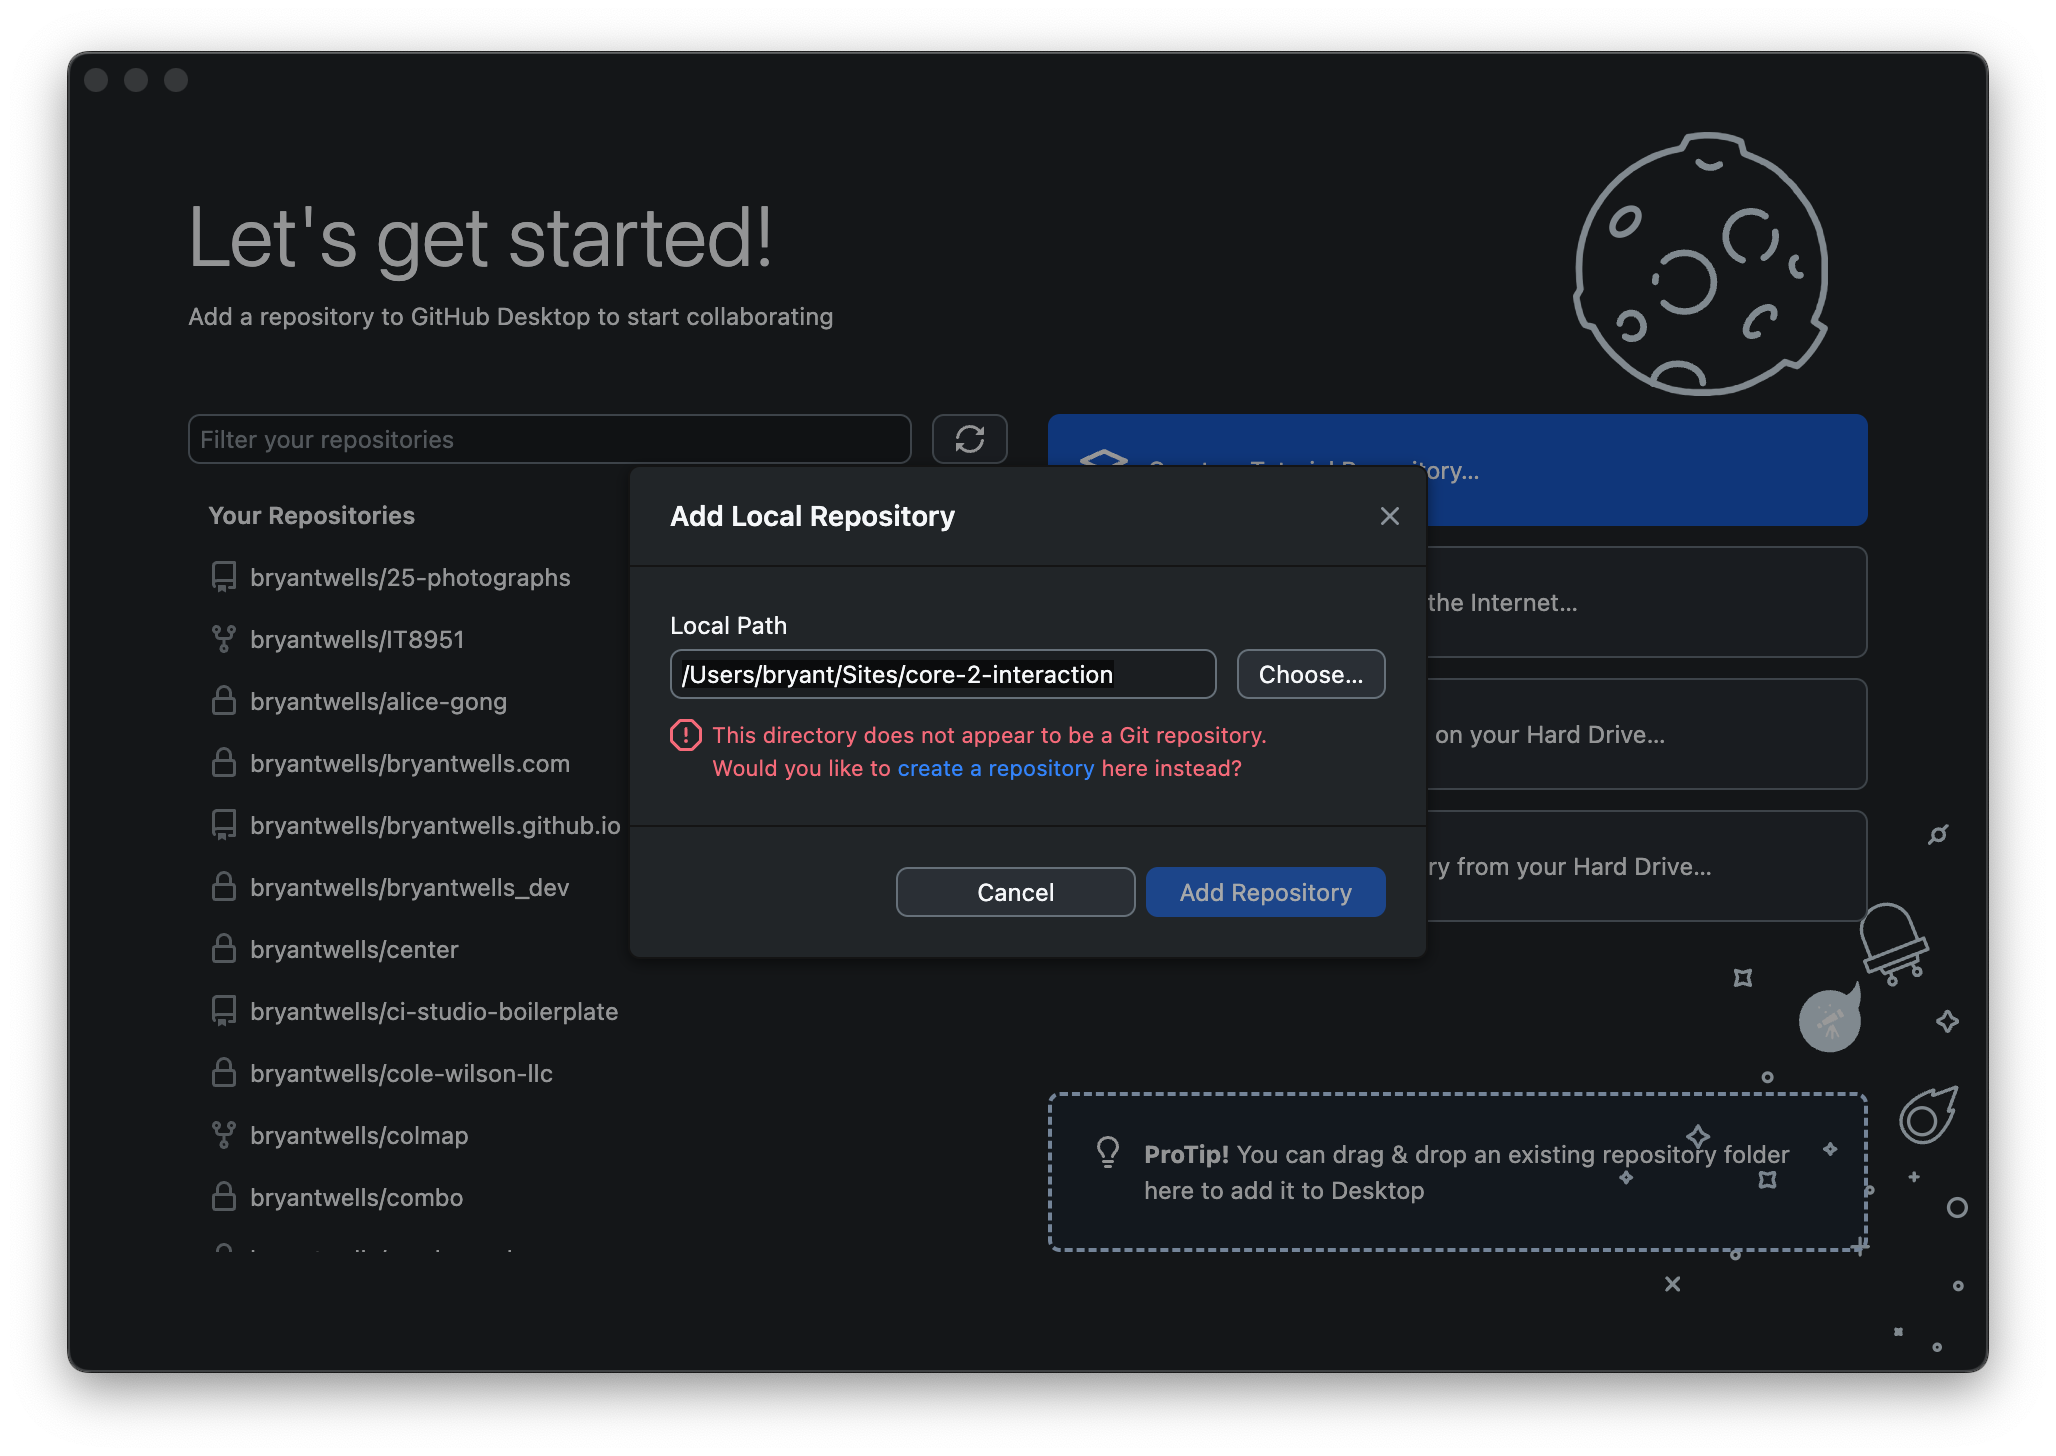 Let's get started!
Add a repository to GitHub Desktop to start collaborating
Filter your repositories
Your Repositories
bryantwells/25-photographs
bryantwells/IT8951
bryantwells/alice-gong
bryantwells/bryantwells.com
bryantwells/bryantwells.github.io
bryantwells/bryantwells_dev
bryantwells/center
bryantwells/ci-studio-boilerplate
bryantwells/cole-wilson-llc
bryantwells/colmap
bryantwells/combo
Add Local Repository
Local Path
/Users/bryant/Sites/core-2-interaction
Choose...
This directory does not appear to be a Git repository.
Would you like to create a repository here instead?
Cancel
Add Repository
Tutorial Repository...
the Internet...
on your Hard Drive...
ry from your Hard Drive...
ProTip! You can drag & drop an existing repository folder
here to add it to Desktop